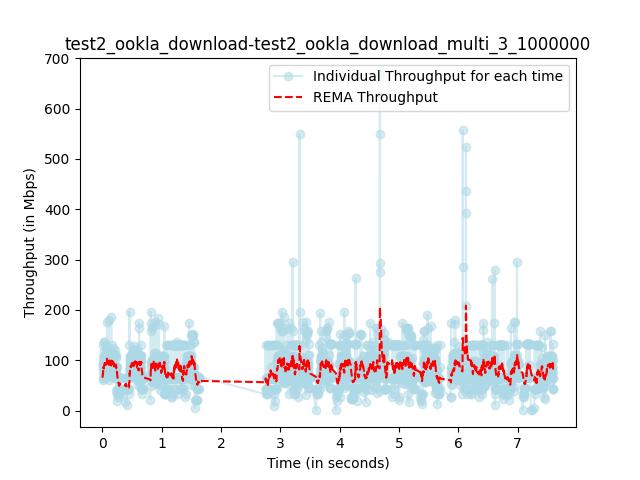 test2_ookla_download-test2_ookla_download_multi_3_1000000
Individual Throughput for each time
REMA Throughput
Throughput (in Mbps)
700
600
500
400
300
200
100
0
0 1 2 3 4 5 6 7
Time (in seconds)